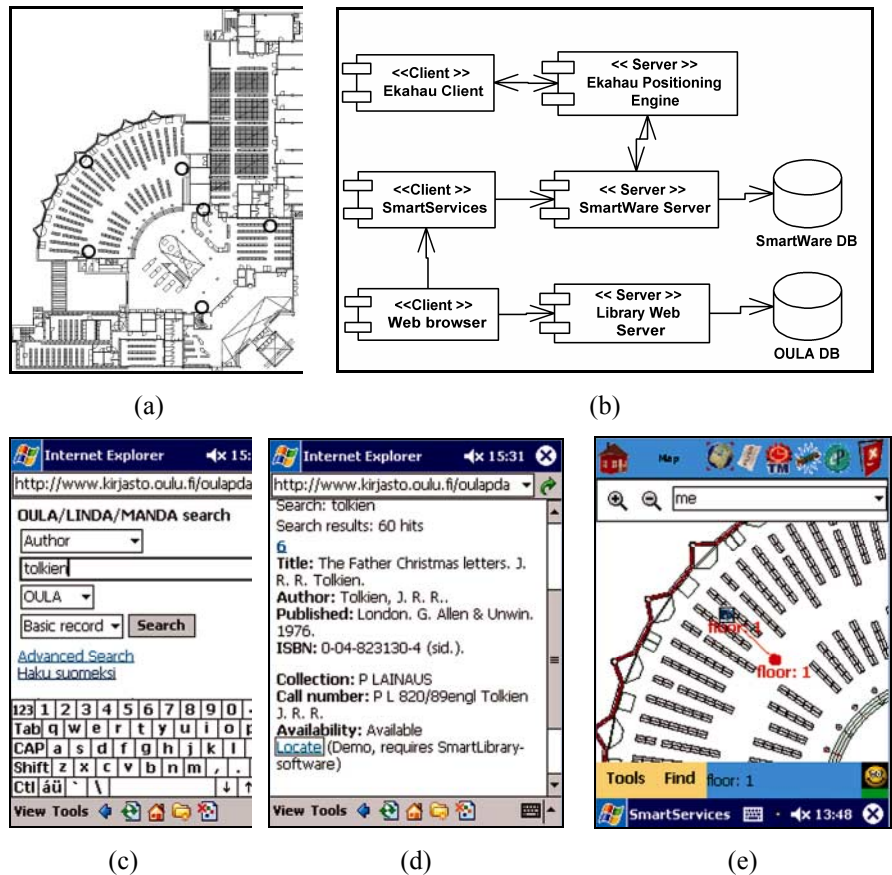 <<Client >>
Ekahau Client
<< Server >>
Ekahau Positioning
Engine
<<Client >>
SmartServices
<< Server >>
SmartWare Server
SmartWare DB
<<Client >>
Web browser
<< Server >>
Library Web
Server
OULA DB
(a)
(b)
Internet Explorer
15:
http://www.kirjasto.oulu.fi/oulapda
OULA/LINDA/MANDA search
Author
tolkien
OULA
Basic record
Search
Advanced Search
Haku suomeksi
123 1 2 3 4 5 6 7 8 9 0
Tab q w e r t y u i o p
CAP a s d f g h j k l
Shift z x c v b n m , .
Ctl áü ` \ ↓ ↑
View Tools
Internet Explorer
15:31
http://www.kirjasto.oulu.fi/oulapda
Search: tolkien
Search results: 60 hits
6
Title: The Father Christmas letters. J.
R. R. Tolkien.
Author: Tolkien, J. R. R..
Published: London. G. Allen & Unwin.
1976.
ISBN: 0-04-823130-4 (sid.).
Collection: P LAINAUS
Call number: P L 820/89engl Tolkien
J. R. R.
Availability: Available
Locate (Demo, requires SmartLibrary-
software)
View Tools
Map
TM
me
floor: 1
floor: 1
Tools Find floor: 1
SmartServices
13:48
(c)
(d)
(e)